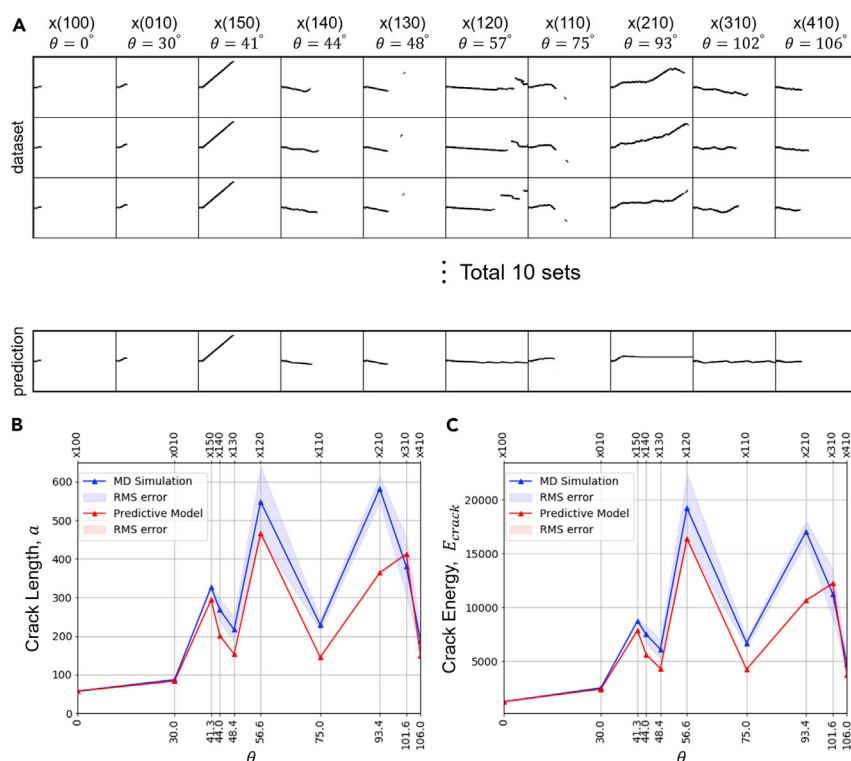 A
x(100) x(010) x(150) x(140) x(130) x(120) x(110) x(210) x(310) x(410)
θ = 0° θ = 30° θ = 41° θ = 44° θ = 48° θ = 57° θ = 75° θ = 93° θ = 102° θ = 106°
dataset
⋮ Total 10 sets
prediction
B
x100 x010 x150 x140 x130 x120 x110 x210 x310 x410
MD Simulation
RMS error
Predictive Model
RMS error
Crack Length, a
600
500
400
300
200
100
0
0 30.0 41.3 44.0 48.4 56.6 75.0 93.4 101.6 106.0
θ
C
x100 x010 x150 x140 x130 x120 x110 x210 x310 x410
MD Simulation
RMS error
Predictive Model
RMS error
Crack Energy, E_crack
20000
15000
10000
5000
0 30.0 41.3 44.0 48.4 56.6 75.0 93.4 101.6 106.0
θ